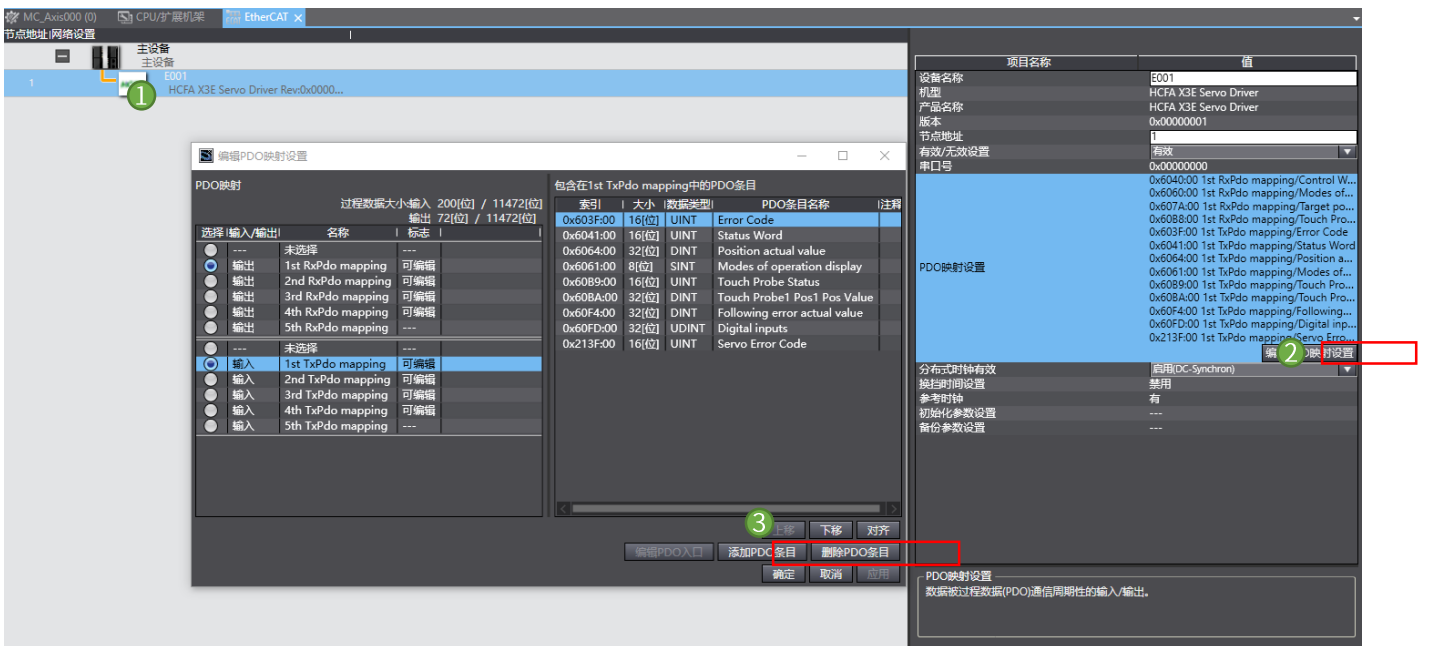 MC_Axis000 (0) CPU/扩展机架 EtherCAT ×
节点地址 网络设置
主设备
主设备
1
E001
HCFA X3E Servo Driver Rev:0x0000...
1
编辑PDO映射设置
PDO映射
过程数据大小:输入 200[位] / 11472[位]
输出 72[位] / 11472[位]
选择 输入/输出 名称 标志
--- 未选择 ---
输出 1st RxPdo mapping 可编辑
输出 2nd RxPdo mapping 可编辑
输出 3rd RxPdo mapping 可编辑
输出 4th RxPdo mapping 可编辑
输出 5th RxPdo mapping ---
--- 未选择 ---
输入 1st TxPdo mapping 可编辑
输入 2nd TxPdo mapping 可编辑
输入 3rd TxPdo mapping 可编辑
输入 4th TxPdo mapping 可编辑
输入 5th TxPdo mapping ---
包含在1st TxPdo mapping中的PDO条目
索引 大小 数据类型 PDO条目名称 注释
0x603F:00 16[位] UINT Error Code
0x6041:00 16[位] UINT Status Word
0x6064:00 32[位] DINT Position actual value
0x6061:00 8[位] SINT Modes of operation display
0x60B9:00 16[位] UINT Touch Probe Status
0x60BA:00 32[位] DINT Touch Probe1 Pos1 Pos Value
0x60F4:00 32[位] DINT Following error actual value
0x60FD:00 32[位] UDINT Digital inputs
0x213F:00 16[位] UINT Servo Error Code
3
上移 下移 对齐
编辑PDO入口 添加PDO条目 删除PDO条目
确定 取消 应用
项目名称 值
设备名称 E001
机型 HCFA X3E Servo Driver
产品名称 HCFA X3E Servo Driver
版本 0x00000001
节点地址 1
有效/无效设置 有效
串口号 0x00000000
PDO映射设置
0x6040:00 1st RxPdo mapping/Control W...
0x6060:00 1st RxPdo mapping/Modes of...
0x607A:00 1st RxPdo mapping/Target po...
0x60B8:00 1st RxPdo mapping/Touch Pro...
0x603F:00 1st TxPdo mapping/Error Code
0x6041:00 1st TxPdo mapping/Status Word
0x6064:00 1st TxPdo mapping/Position a...
0x6061:00 1st TxPdo mapping/Modes of...
0x60B9:00 1st TxPdo mapping/Touch Pro...
0x60BA:00 1st TxPdo mapping/Touch Pro...
0x60F4:00 1st TxPdo mapping/Following...
0x60FD:00 1st TxPdo mapping/Digital inp...
0x213F:00 1st TxPdo mapping/Servo Erro...
编 2 DO映射设置
分布式时钟有效 启用(DC-Synchron)
换挡时间设置 禁用
参考时钟 有
初始化参数设置 ---
备份参数设置 ---
PDO映射设置
数据被过程数据(PDO)通信周期性的输入/输出。